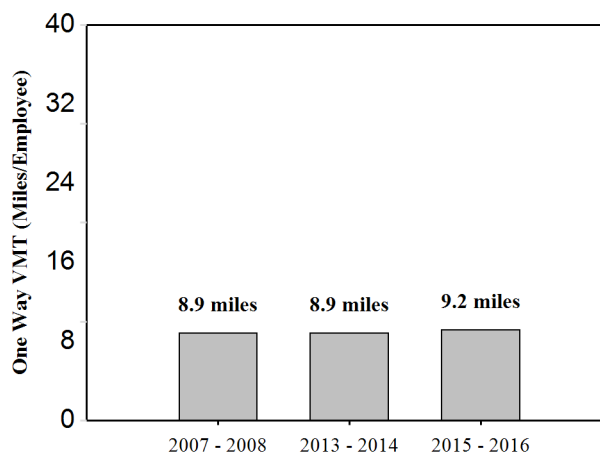 One Way VMT (Miles/Employee)
40
32
24
16
8
0
8.9 miles
8.9 miles
9.2 miles
2007 - 2008
2013 - 2014
2015 - 2016